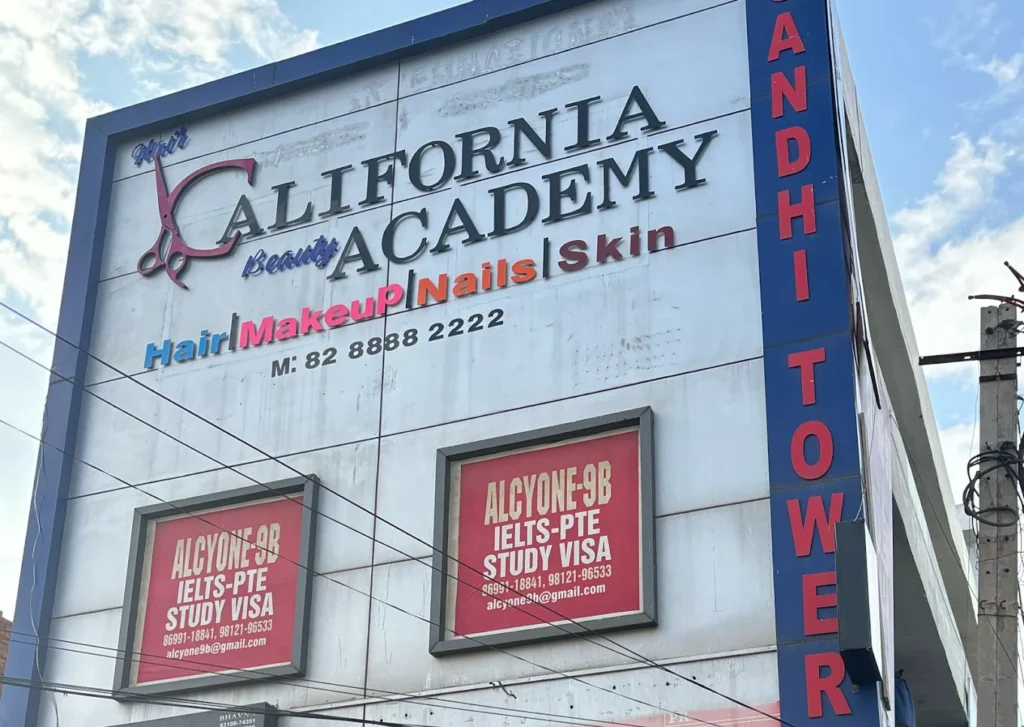 Hair
CALIFORNIA
Beauty ACADEMY
Hair|MakeuP|Nails|Skin
M: 82 8888 2222
ALCYONE-9B
IELTS-PTE
STUDY VISA
86991-18841, 98121-96533
alcyone9b@gmail.com
ALCYONE-9B
IELTS-PTE
STUDY VISA
86991-18841, 98121-96533
alcyone9b@gmail.com
ANDHI TOWER